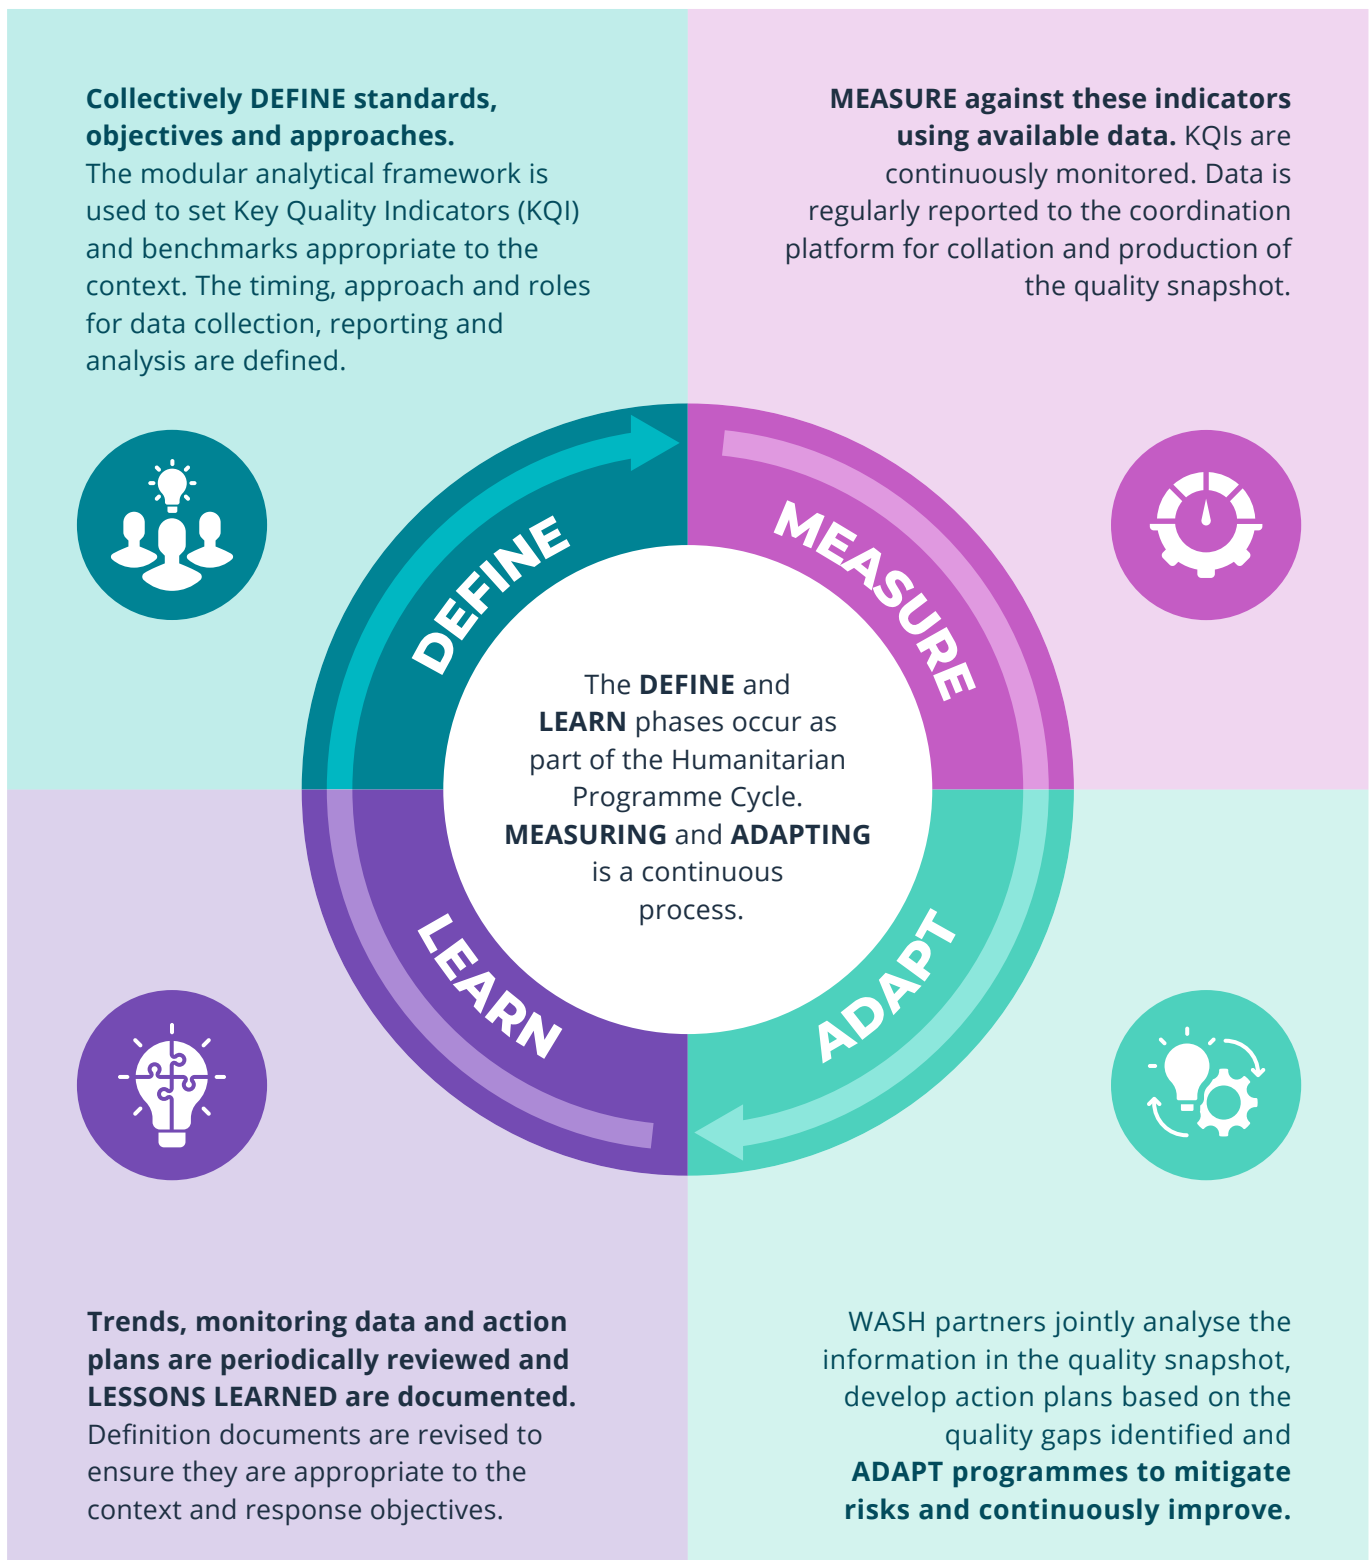 Collectively DEFINE standards,
objectives and approaches.
The modular analytical framework is
used to set Key Quality Indicators (KQI)
and benchmarks appropriate to the
context. The timing, approach and roles
for data collection, reporting and
analysis are defined.
MEASURE against these indicators
using available data. KQIs are
continuously monitored. Data is
regularly reported to the coordination
platform for collation and production of
the quality snapshot.
DEFINE
MEASURE
The DEFINE and
LEARN phases occur as
part of the Humanitarian
Programme Cycle.
MEASURING and ADAPTING
is a continuous
process.
LEARN
ADAPT
Trends, monitoring data and action
plans are periodically reviewed and
LESSONS LEARNED are documented.
Definition documents are revised to
ensure they are appropriate to the
context and response objectives.
WASH partners jointly analyse the
information in the quality snapshot,
develop action plans based on the
quality gaps identified and
ADAPT programmes to mitigate
risks and continuously improve.